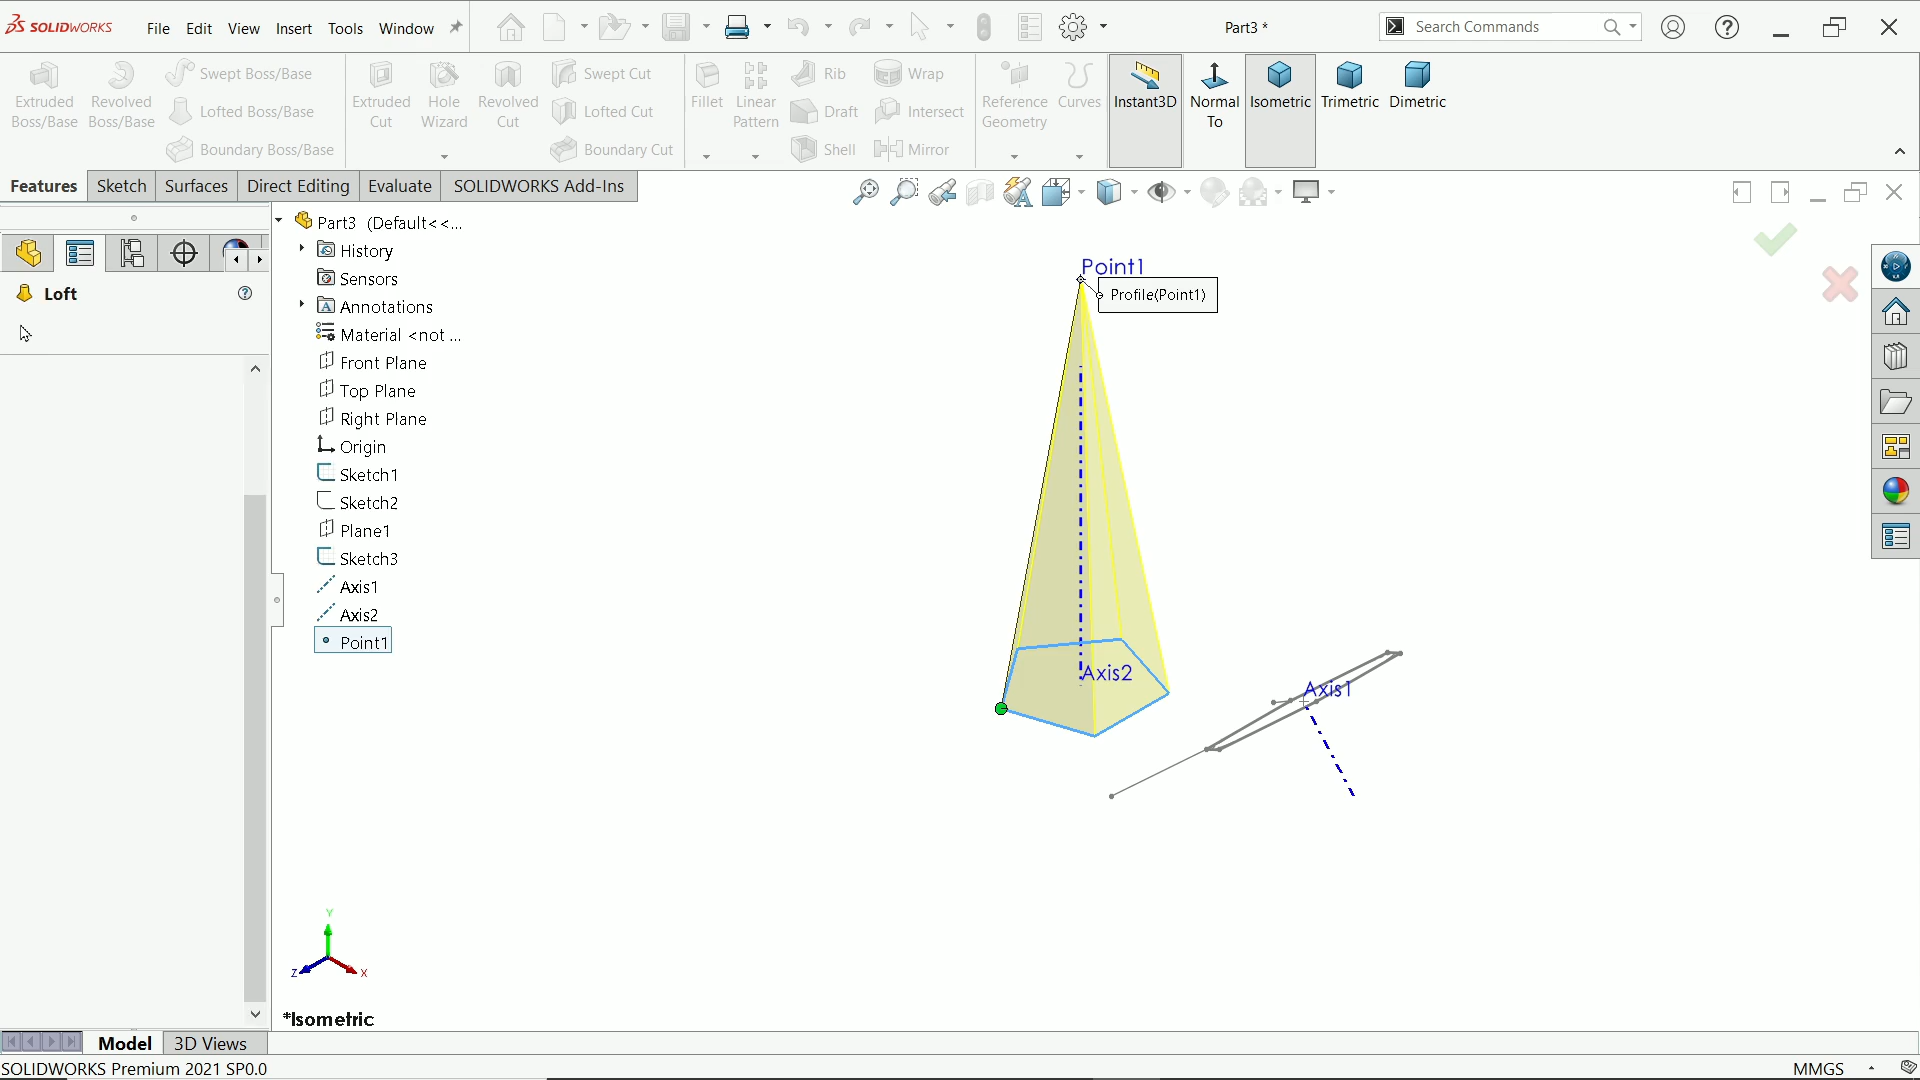 SOLIDWORKS File Edit View Insert Tools Window Part3 * Search Commands
Extruded Boss/Base
Revolved Boss/Base
Swept Boss/Base
Lofted Boss/Base
Boundary Boss/Base
Extruded Cut
Hole Wizard
Revolved Cut
Swept Cut
Lofted Cut
Boundary Cut
Fillet
Linear Pattern
Rib
Draft
Shell
Wrap
Intersect
Mirror
Reference Geometry
Curves
Instant3D
Normal To
Isometric
Trimetric
Dimetric
Features Sketch Surfaces Direct Editing Evaluate SOLIDWORKS Add-Ins
Loft
Part3 (Default<<...
History
Sensors
Annotations
Material <not ...
Front Plane
Top Plane
Right Plane
Origin
Sketch1
Sketch2
Plane1
Sketch3
Axis1
Axis2
Point1
Point1
Profile(Point1)
Axis2
Axis1
Y
Z
X
*Isometric
Model 3D Views
SOLIDWORKS Premium 2021 SP0.0 MMGS